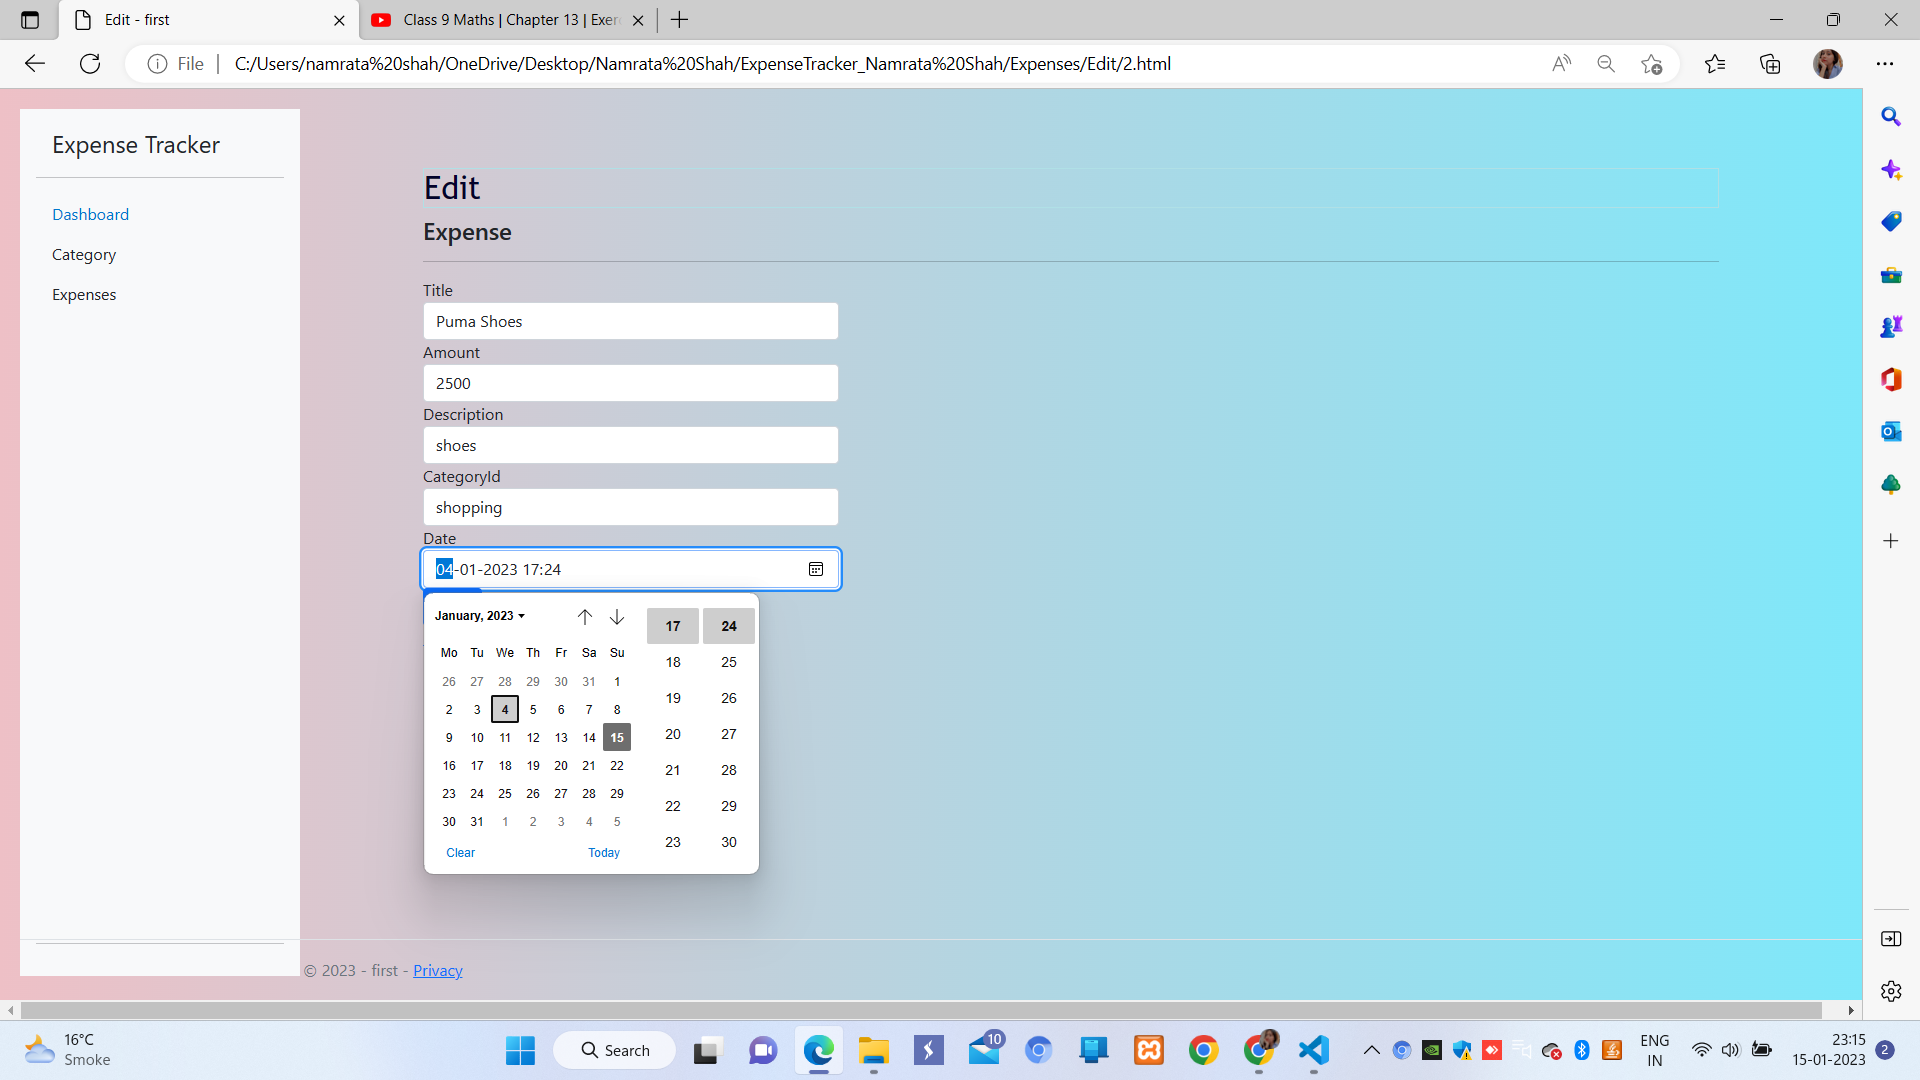 Edit - first
Class 9 Maths | Chapter 13 | Exer
File
C:/Users/namrata%20shah/OneDrive/Desktop/Namrata%20Shah/ExpenseTracker_Namrata%20Shah/Expenses/Edit/2.html
Expense Tracker
Dashboard
Category
Expenses
Edit
Expense
Title
Puma Shoes
Amount
2500
Description
shoes
CategoryId
shopping
Date
04-01-2023 17:24
January, 2023
Mo Tu We Th Fr Sa Su
26 27 28 29 30 31 1
2 3 4 5 6 7 8
9 10 11 12 13 14 15
16 17 18 19 20 21 22
23 24 25 26 27 28 29
30 31 1 2 3 4 5
Clear Today
17 24
18 25
19 26
20 27
21 28
22 29
23 30
© 2023 - first - Privacy
16°C
Smoke
Search
10
ENG
IN
23:15
15-01-2023
2